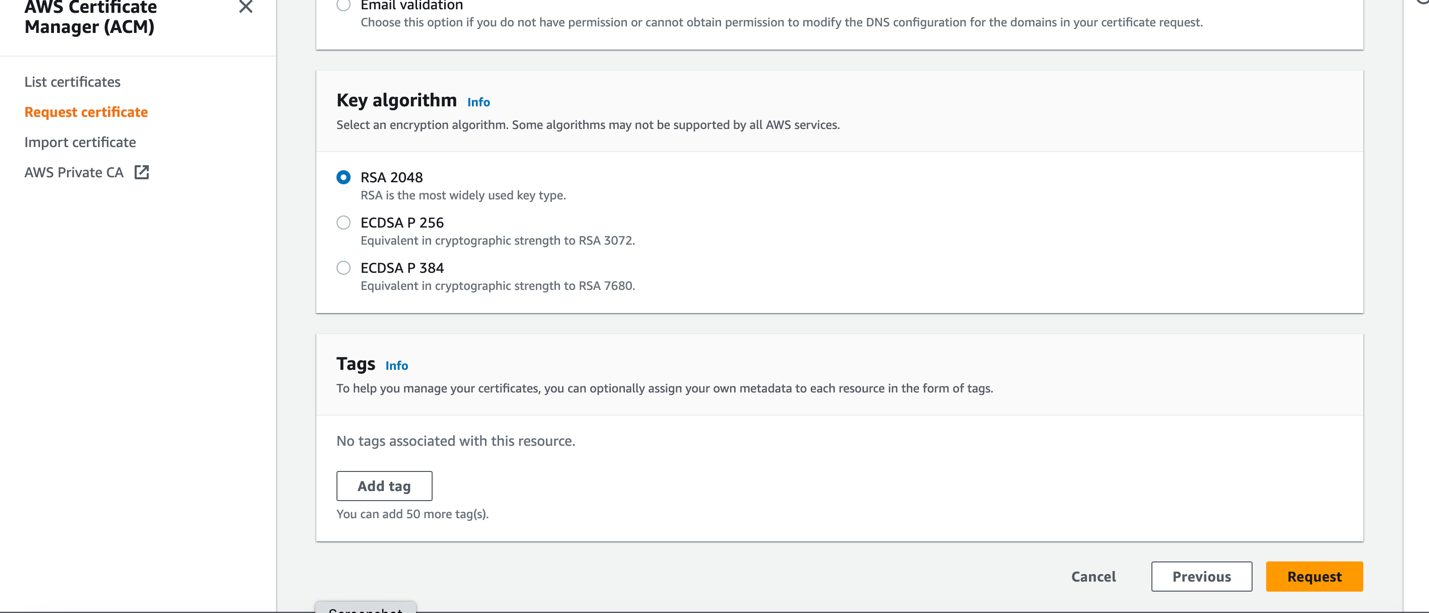 AWS Certificate
Manager (ACM)
List certificates
Request certificate
Import certificate
AWS Private CA
Email validation
Choose this option if you do not have permission or cannot obtain permission to modify the DNS configuration for the domains in your certificate request.
Key algorithm Info
Select an encryption algorithm. Some algorithms may not be supported by all AWS services.
RSA 2048
RSA is the most widely used key type.
ECDSA P 256
Equivalent in cryptographic strength to RSA 3072.
ECDSA P 384
Equivalent in cryptographic strength to RSA 7680.
Tags Info
To help you manage your certificates, you can optionally assign your own metadata to each resource in the form of tags.
No tags associated with this resource.
Add tag
You can add 50 more tag(s).
Cancel Previous Request
Screenshot